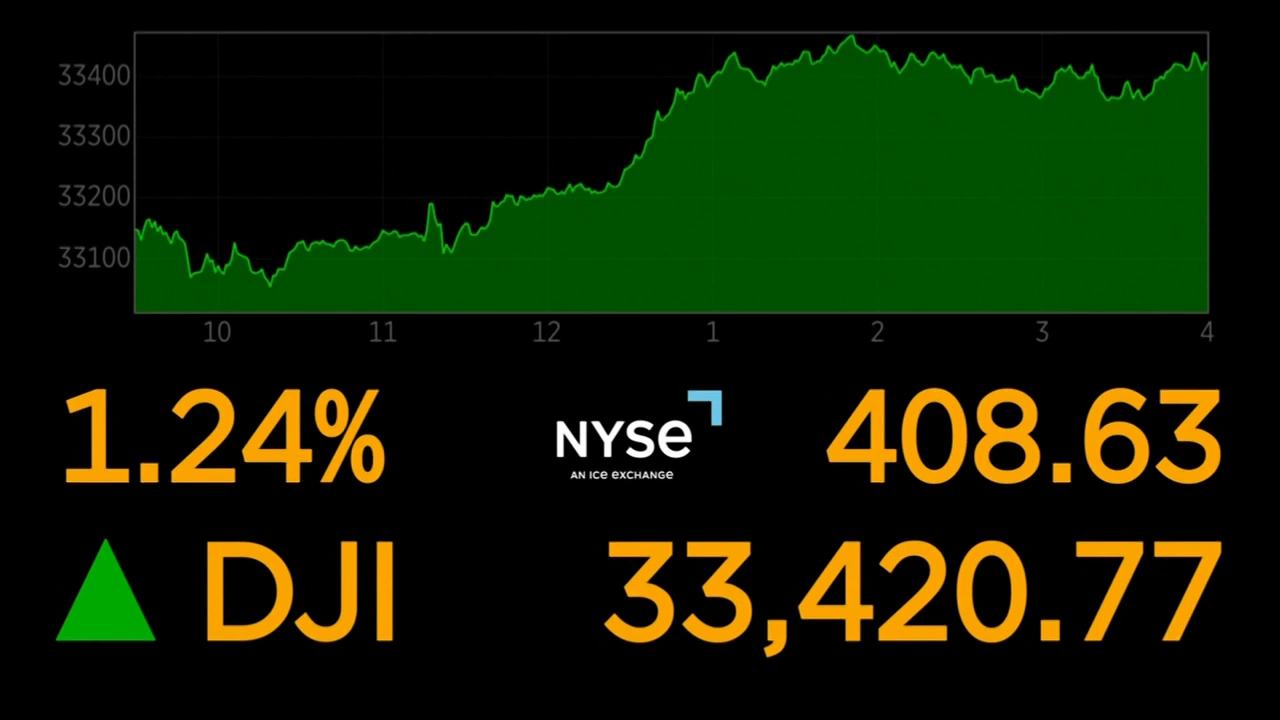 33400
33300
33200
33100
10 11 12 1 2 3 4
1.24% NYSE 408.63
AN ICE EXCHANGE
DJI 33,420.77